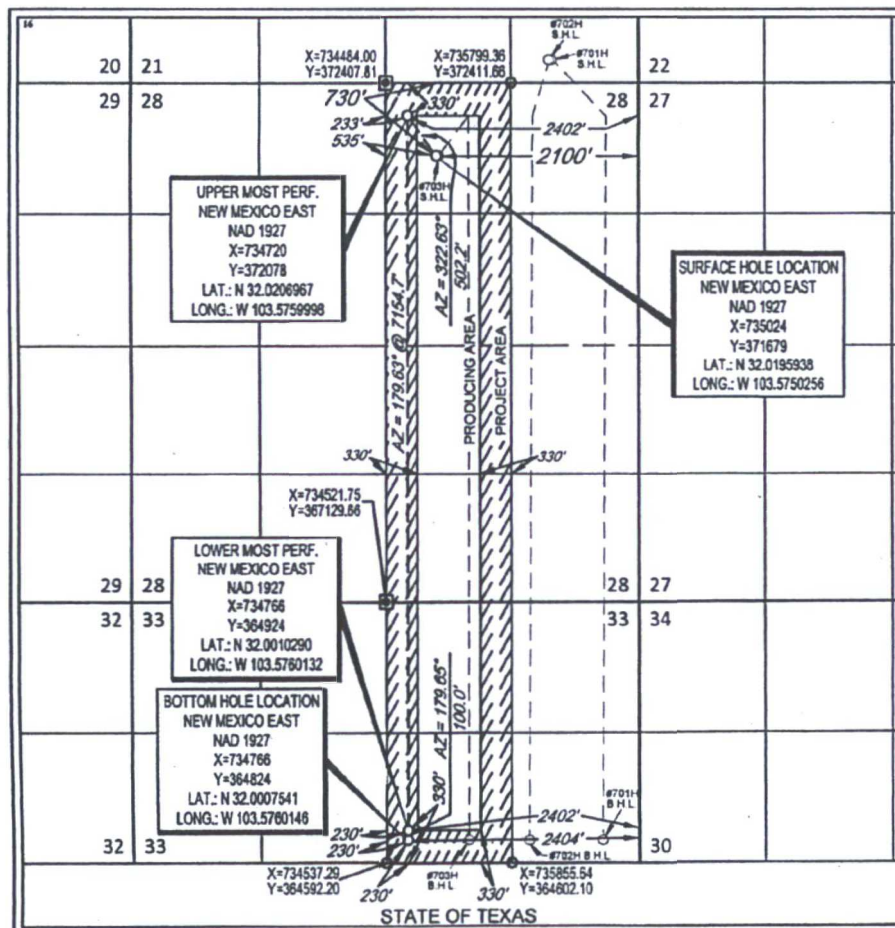 16
20 21
22
29 28
28 27
X=734484.00
Y=372407.81
X=735799.36
Y=372411.66
#702H
S.H.L.
#701H
S.H.L.
730'
330'
233'
2402'
535'
2100'
#703H
S.H.L.
UPPER MOST PERF.
NEW MEXICO EAST
NAD 1927
X=734720
Y=372078
LAT.: N 32.0206967
LONG.: W 103.5759998
SURFACE HOLE LOCATION
NEW MEXICO EAST
NAD 1927
X=735024
Y=371679
LAT.: N 32.0195938
LONG.: W 103.5750256
AZ = 322.63°
502.2'
AZ = 179.63° @ 7154.7'
PRODUCING AREA
PROJECT AREA
330'
330'
X=734521.75
Y=367129.66
LOWER MOST PERF.
NEW MEXICO EAST
NAD 1927
X=734766
Y=364924
LAT.: N 32.0010290
LONG.: W 103.5760132
29 28
28 27
32 33
33 34
BOTTOM HOLE LOCATION
NEW MEXICO EAST
NAD 1927
X=734766
Y=364824
LAT.: N 32.0007541
LONG.: W 103.5760146
AZ = 179.65°
100.0'
330'
2402'
2404'
#701H
B.H.L.
230'
230'
#702H B.H.L.
32 33
30
X=734537.29
Y=364592.20
230'
#703H
B.H.L.
330'
X=735855.64
Y=364602.10
STATE OF TEXAS